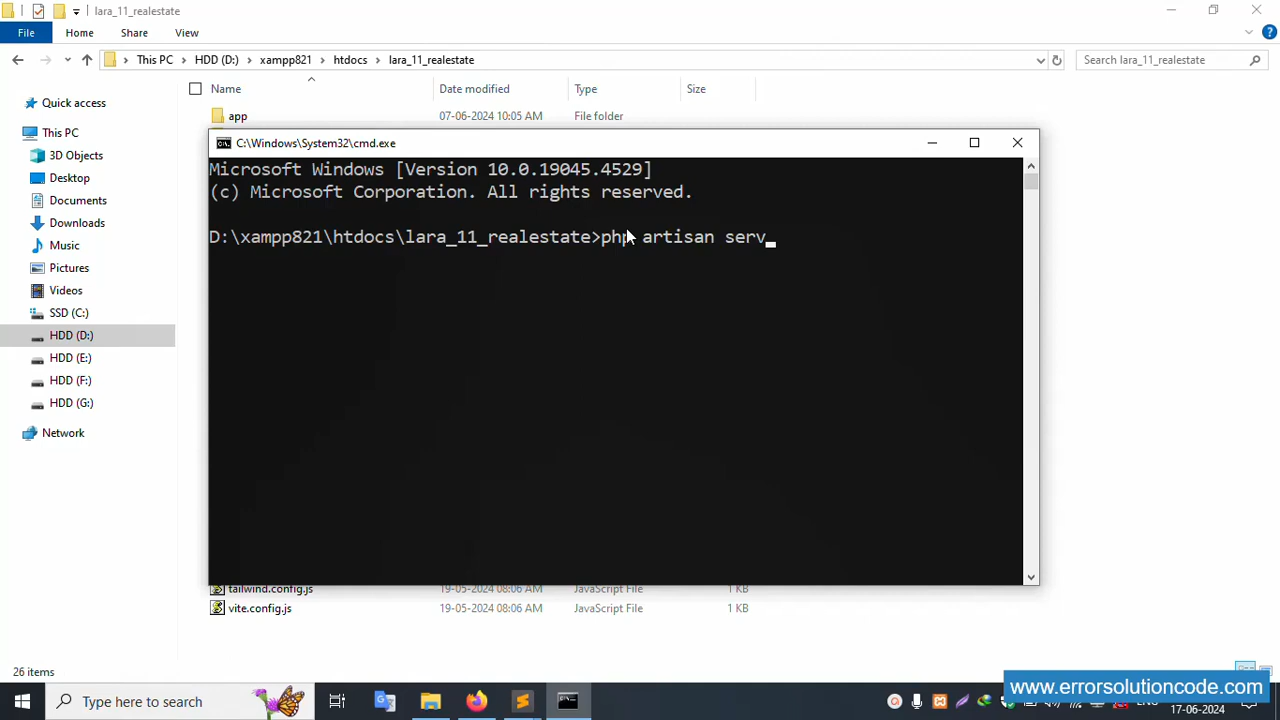 lara_11_realestate
File
Home
Share
View
This PC
HDD (D:)
xampp821
htdocs
lara_11_realestate
Search lara_11_realestate
Name
Date modified
Type
Size
Quick access
This PC
3D Objects
Desktop
Documents
Downloads
Music
Pictures
Videos
SSD (C:)
HDD (D:)
HDD (E:)
HDD (F:)
HDD (G:)
Network
app
07-06-2024 10:05 AM
File folder
C:\Windows\System32\cmd.exe
Microsoft Windows [Version 10.0.19045.4529]
(c) Microsoft Corporation. All rights reserved.
D:\xampp821\htdocs\lara_11_realestate>php artisan serv
tailwind.config.js
19-05-2024 08:06 AM
JavaScript File
1 KB
vite.config.js
19-05-2024 08:06 AM
JavaScript File
1 KB
26 items
www.errorsolutioncode.com
Type here to search
17-06-2024